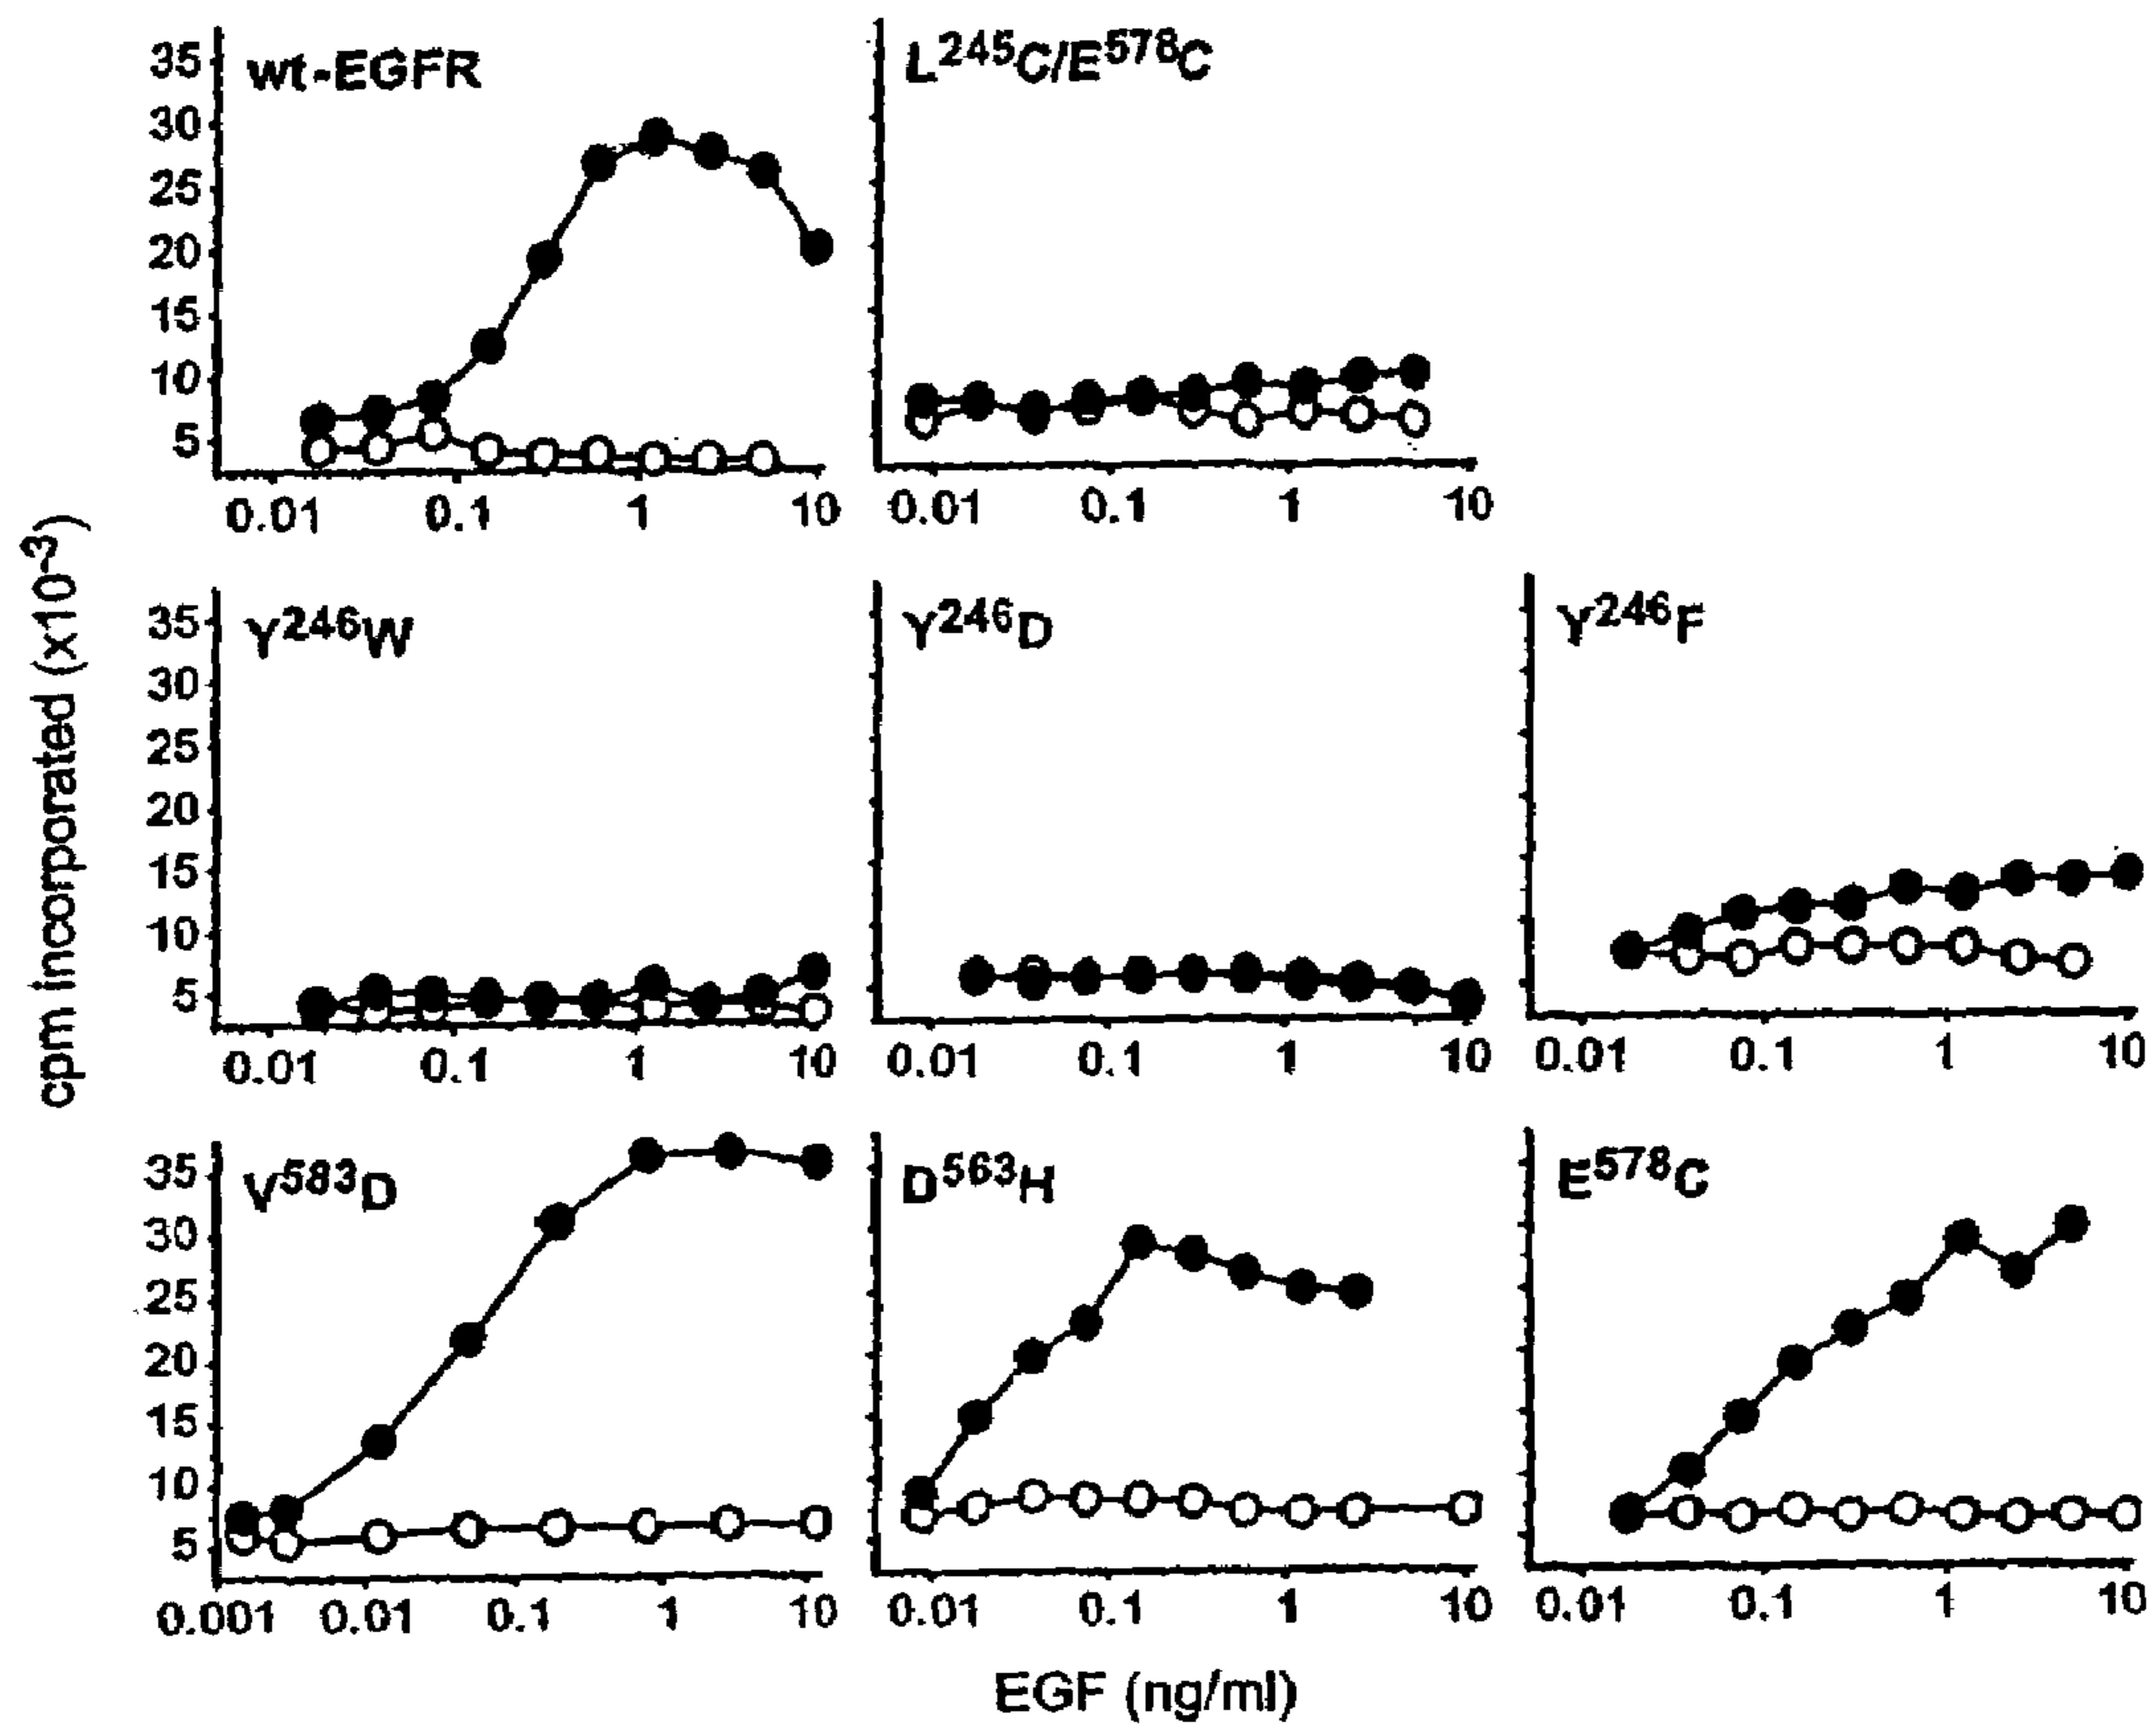 cpm incorporated (x10⁻³)
wt-EGFR
35
30
25
20
15
10
5
0.01 0.1 1 10
L²⁴⁵C/E⁵⁷⁸C
0.01 0.1 1 10
Y²⁴⁶W
35
30
25
20
15
10
5
0.01 0.1 1 10
Y²⁴⁶D
0.01 0.1 1 10
Y²⁴⁶F
0.01 0.1 1 10
V⁵⁸³D
35
30
25
20
15
10
5
0.001 0.01 0.1 1 10
D⁵⁶³H
0.01 0.1 1 10
E⁵⁷⁸C
0.01 0.1 1 10
EGF (ng/ml)